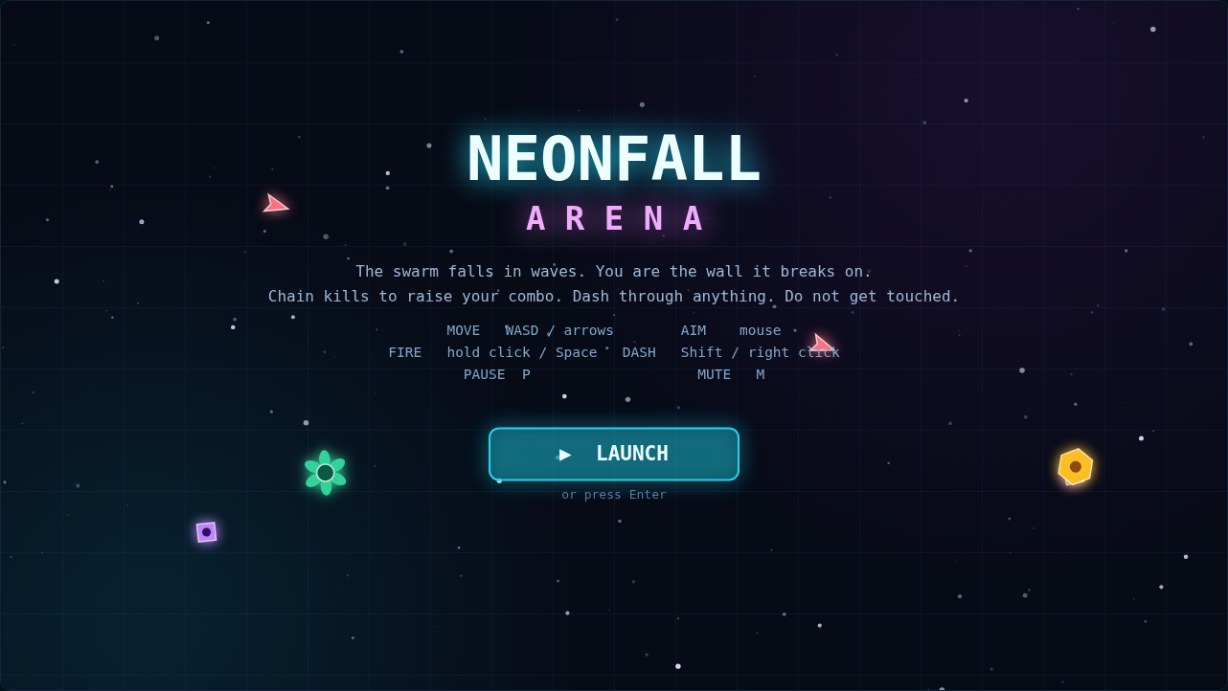 NEONFALL
ARENA
The swarm falls in waves. You are the wall it breaks on.
Chain kills to raise your combo. Dash through anything. Do not get touched.
MOVE WASD / arrows AIM mouse
FIRE hold click / Space DASH Shift / right click
PAUSE P MUTE M
▶ LAUNCH
or press Enter